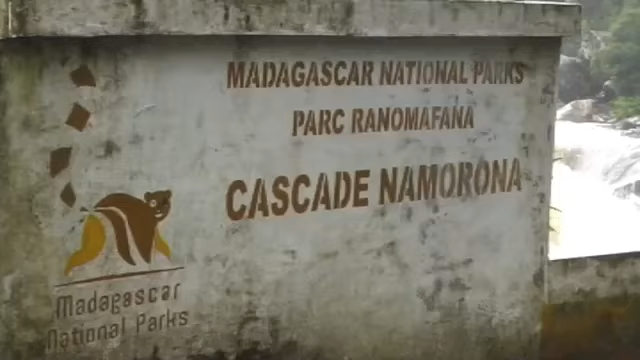 MADAGASCAR NATIONAL PARKS
PARC RANOMAFANA
CASCADE NAMORONA
Madagascar
National Parks